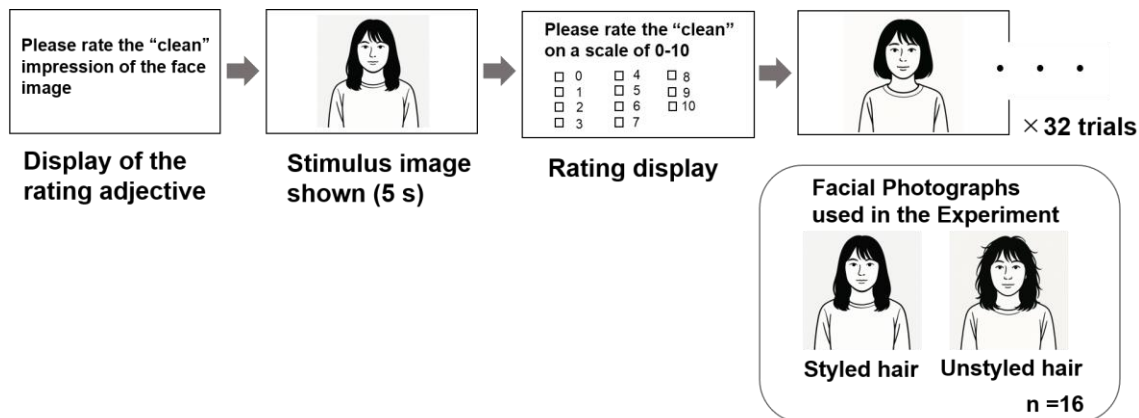 Please rate the “clean”
impression of the face
image
Display of the
rating adjective
Stimulus image
shown (5 s)
Please rate the “clean”
on a scale of 0-10
□ 0
□ 1
□ 2
□ 3
□ 4
□ 5
□ 6
□ 7
□ 8
□ 9
□ 10
Rating display
• • •
×32 trials
Facial Photographs
used in the Experiment
Styled hair
Unstyled hair
n =16